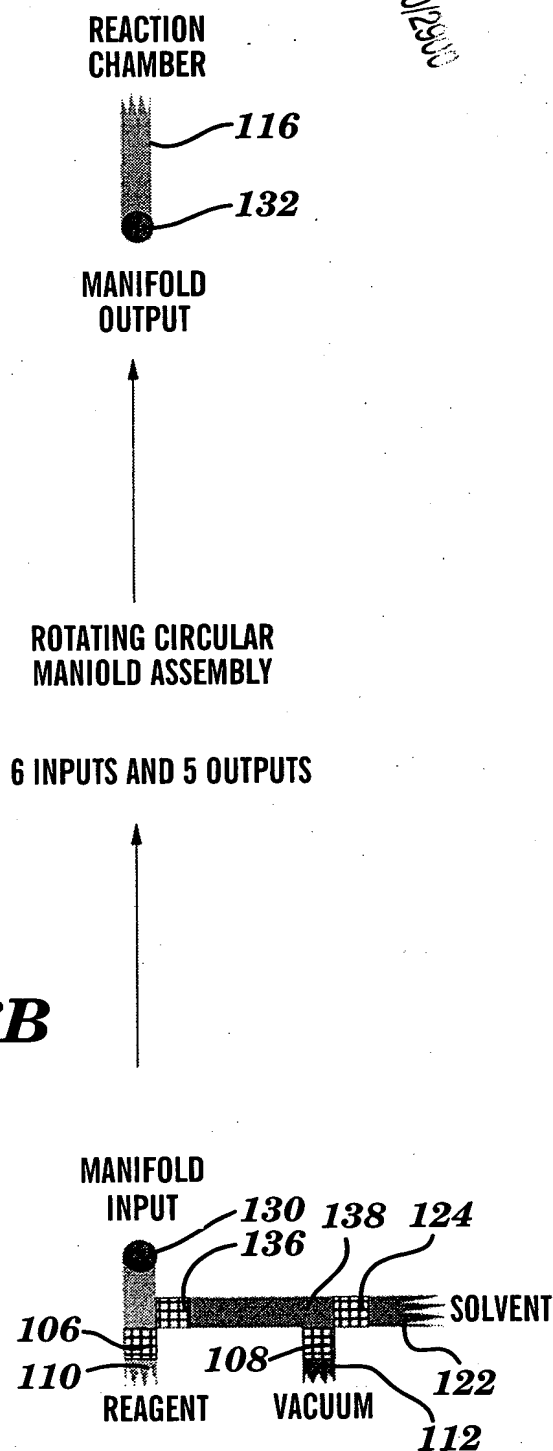 REACTION
CHAMBER
116
132
MANIFOLD
OUTPUT
ROTATING CIRCULAR
MANIOLD ASSEMBLY
6 INPUTS AND 5 OUTPUTS
B
MANIFOLD
INPUT
130 138 124
136
SOLVENT
106
108
110
122
REAGENT VACUUM
112